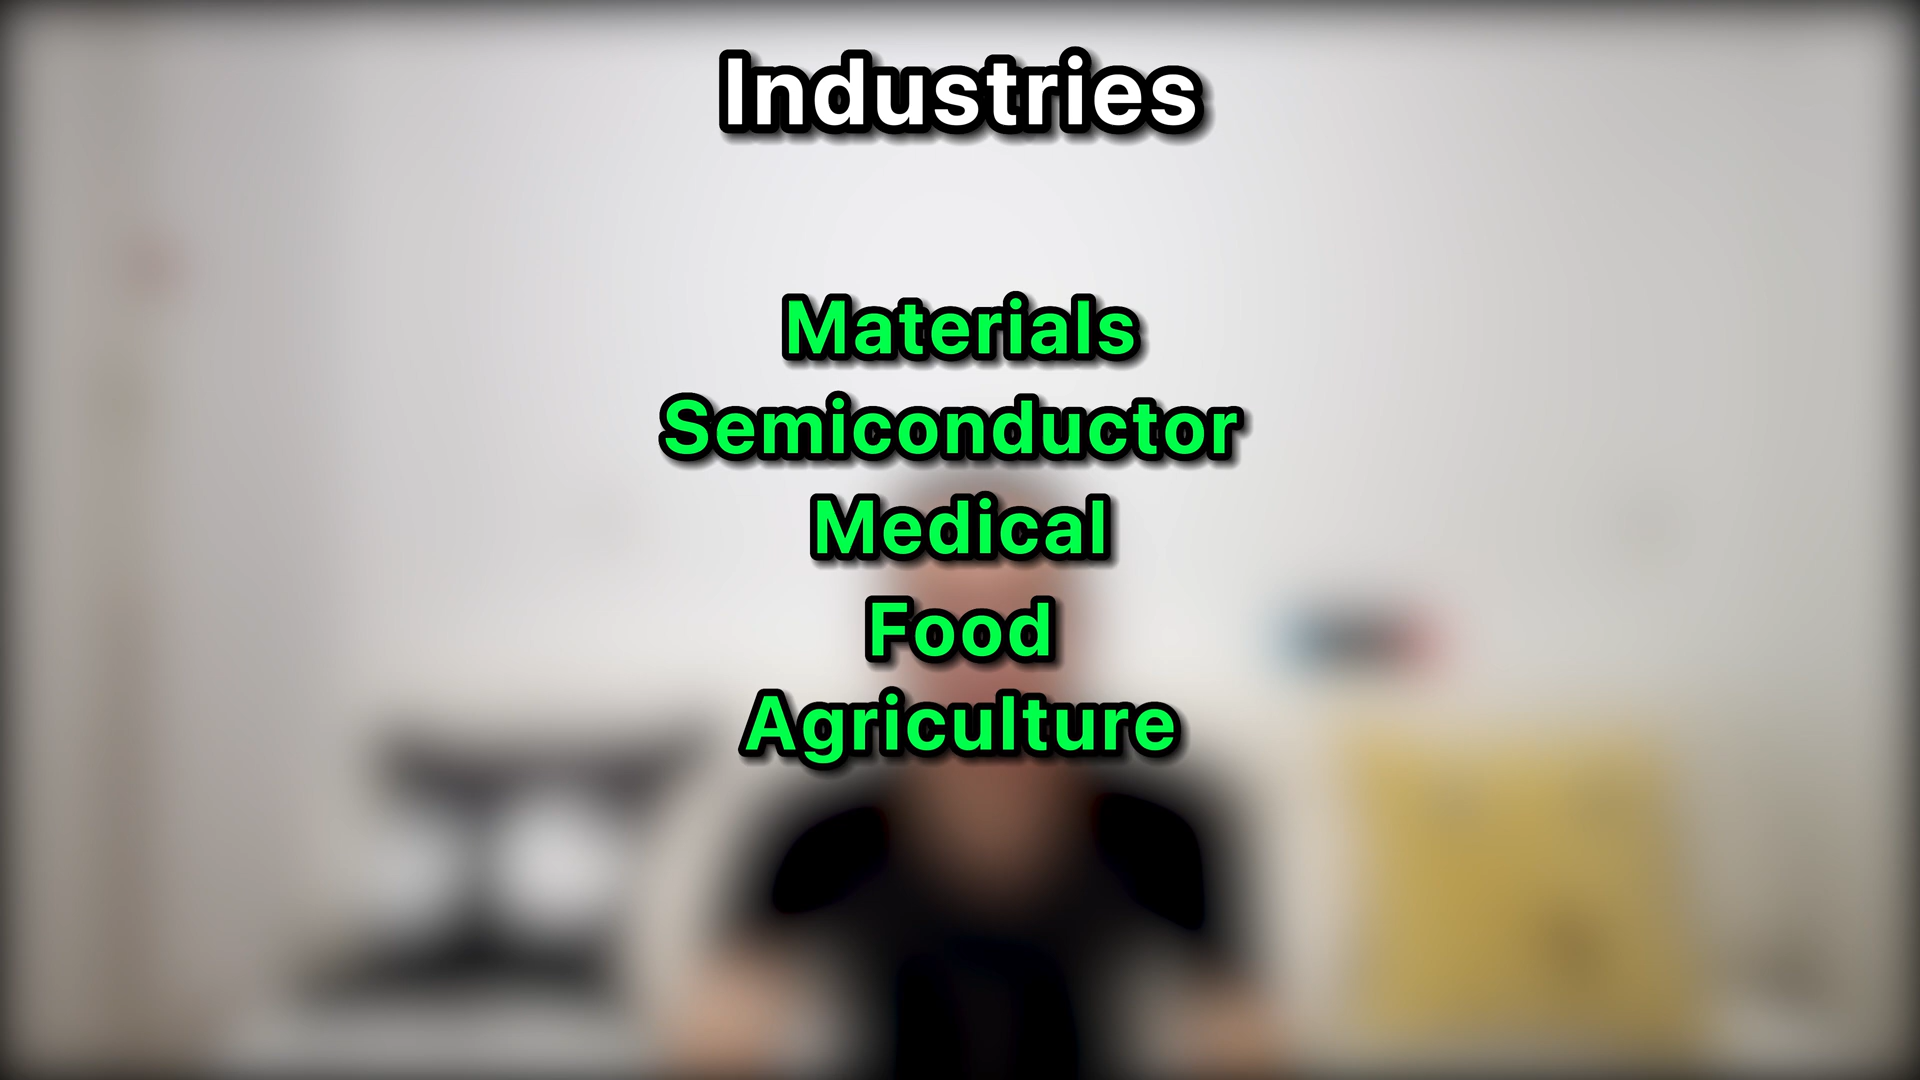 Industries
Materials
Semiconductor
Medical
Food
Agriculture